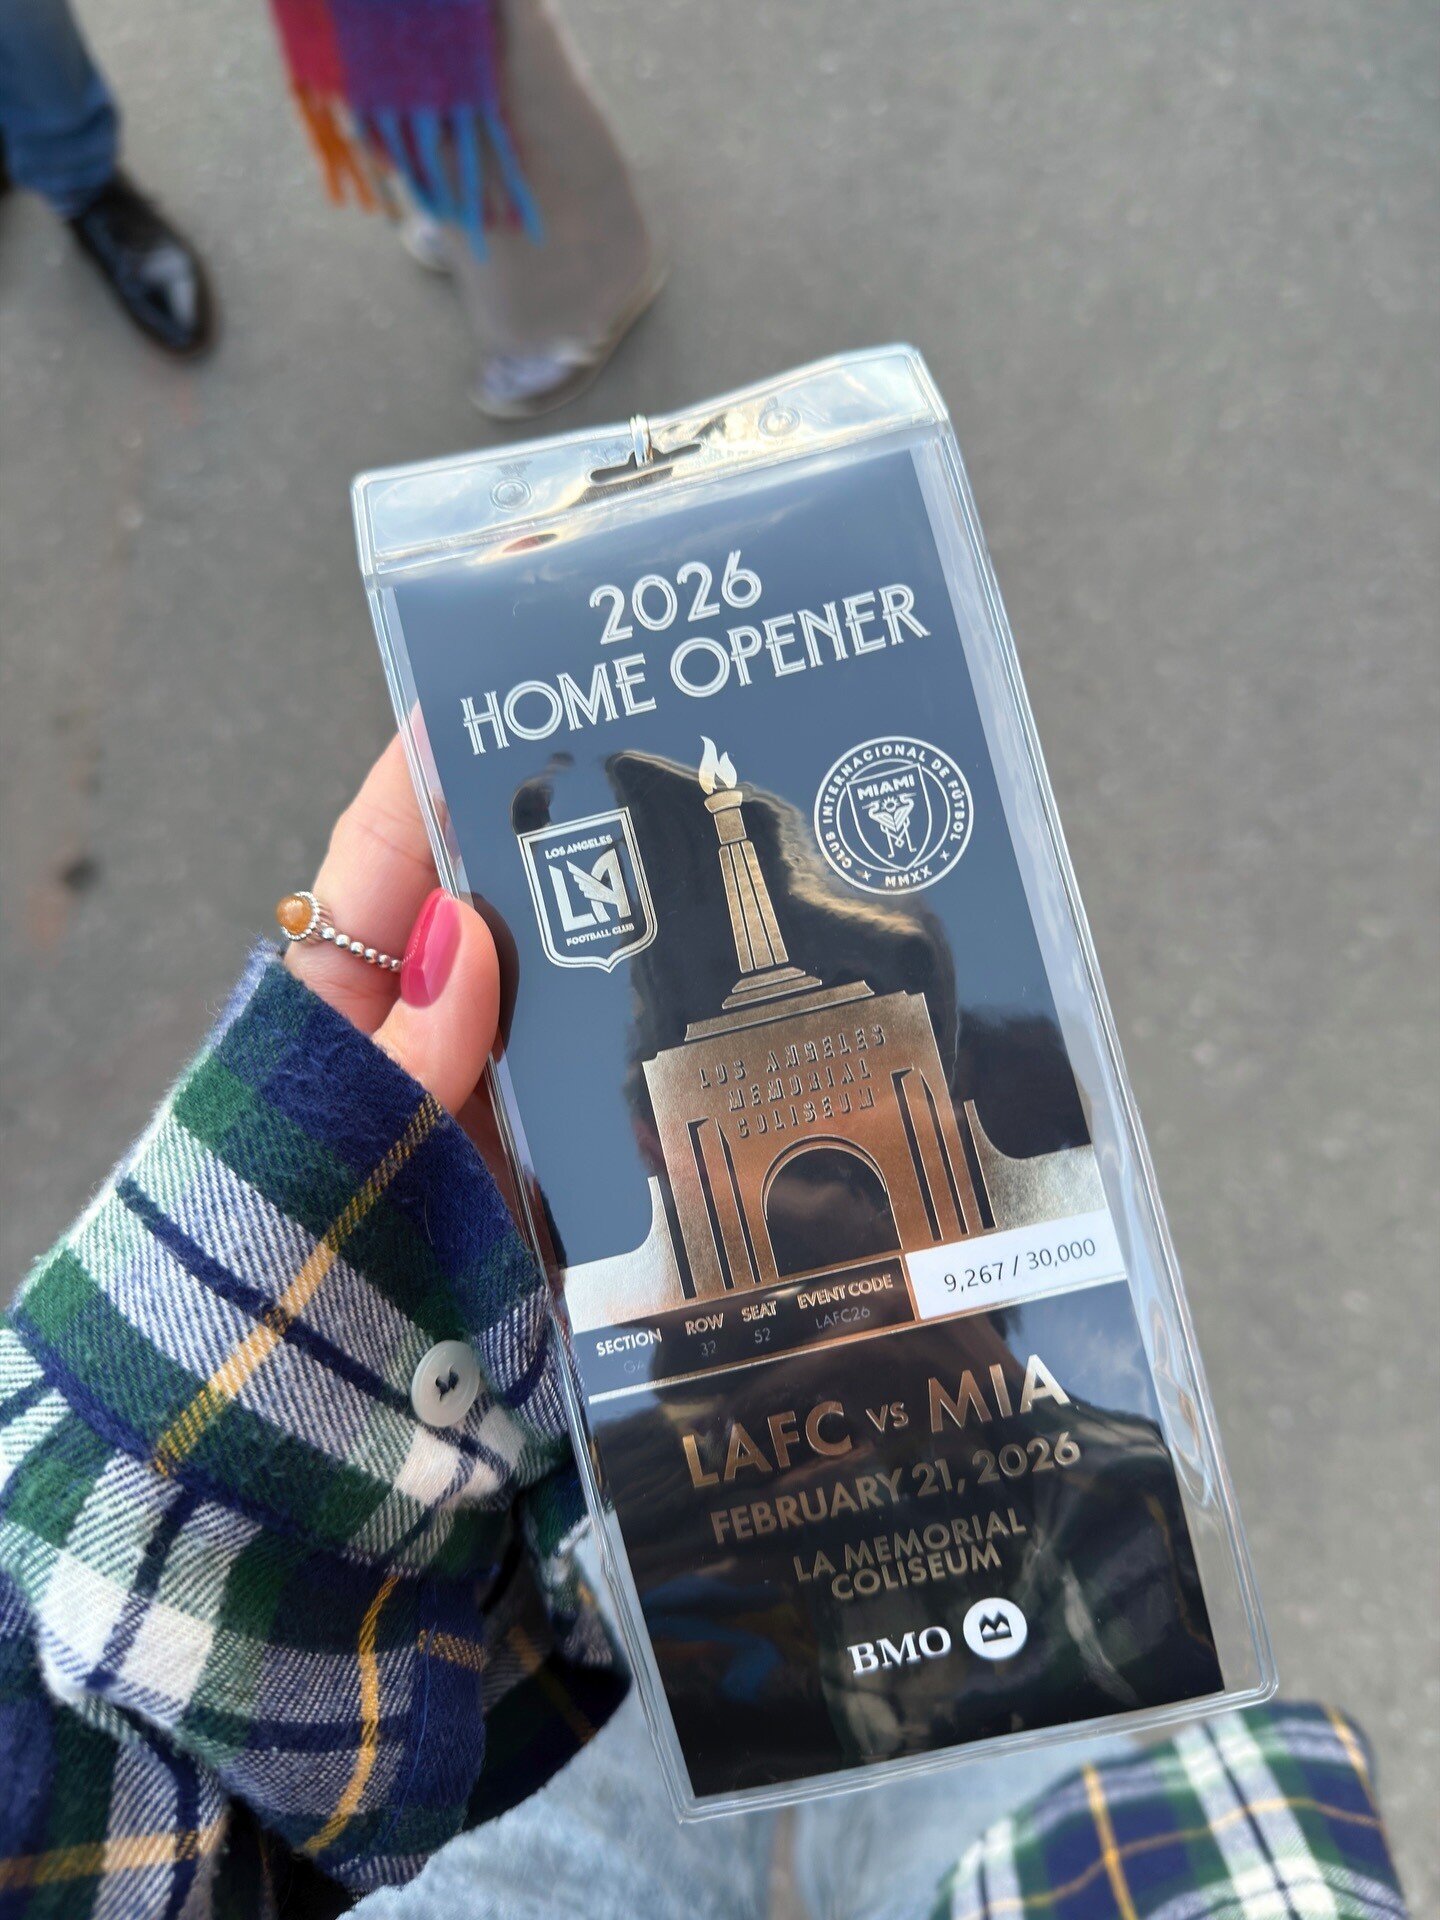 2026
HOME OPENER
LOS ANGELES
LA
FOOTBALL CLUB
CLUB INTERNACIONAL DE FÚTBOL
MIAMI
MMXX
LOS ANGELES
MEMORIAL
COLISEUM
9,267 / 30,000
SECTION ROW SEAT EVENT CODE
GA 32 52 LAFC26
LAFC VS MIA
FEBRUARY 21, 2026
LA MEMORIAL
COLISEUM
BMO